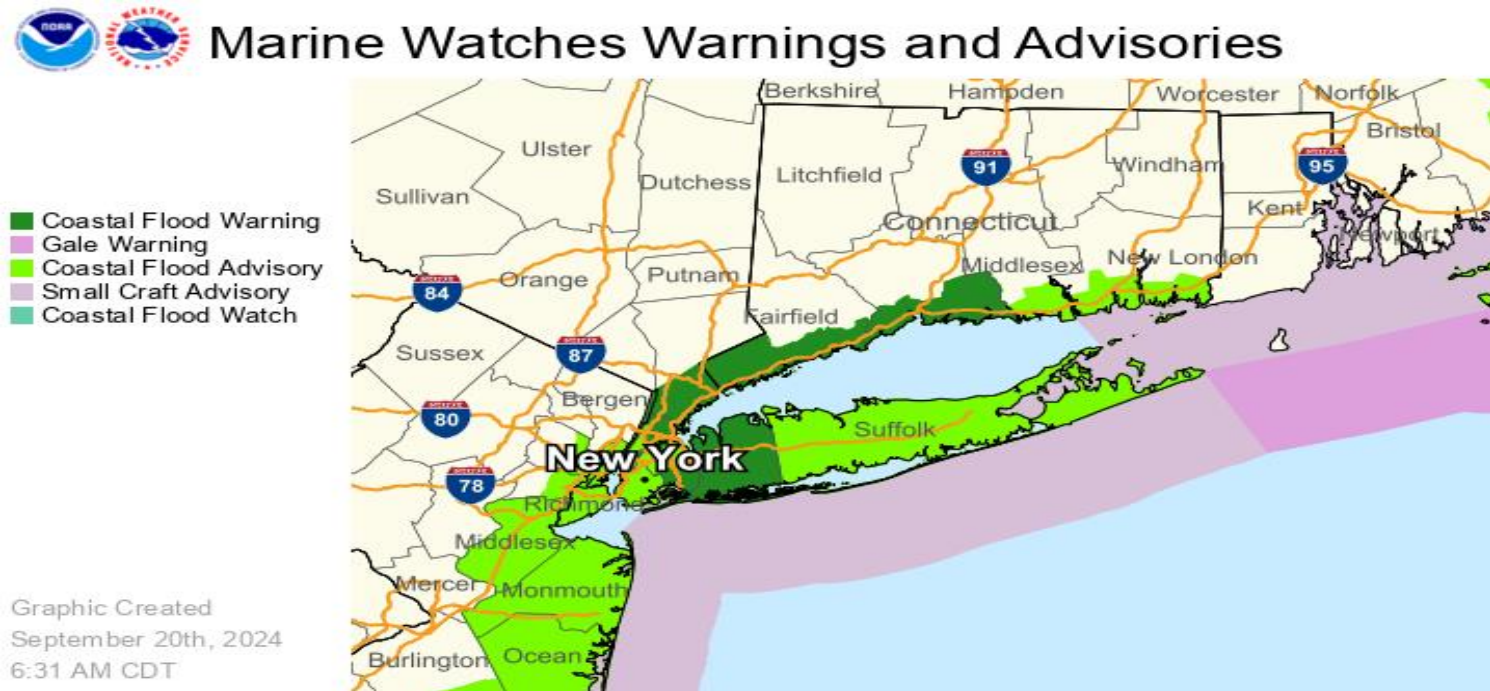 NOAA
Marine Watches Warnings and Advisories
Coastal Flood Warning
Gale Warning
Coastal Flood Advisory
Small Craft Advisory
Coastal Flood Watch
Graphic Created
September 20th, 2024
6:31 AM CDT
Berkshire
Hampden
Worcester
Norfolk
Bristol
Ulster
Dutchess
Litchfield
91
Windham
95
Sullivan
Kent
Connecticut
Newport
Orange
Putnam
Middlesex
New London
84
Fairfield
Sussex
87
Bergen
80
Suffolk
New York
78
Richmond
Middlesex
Mercer
Monmouth
Burlington
Ocean